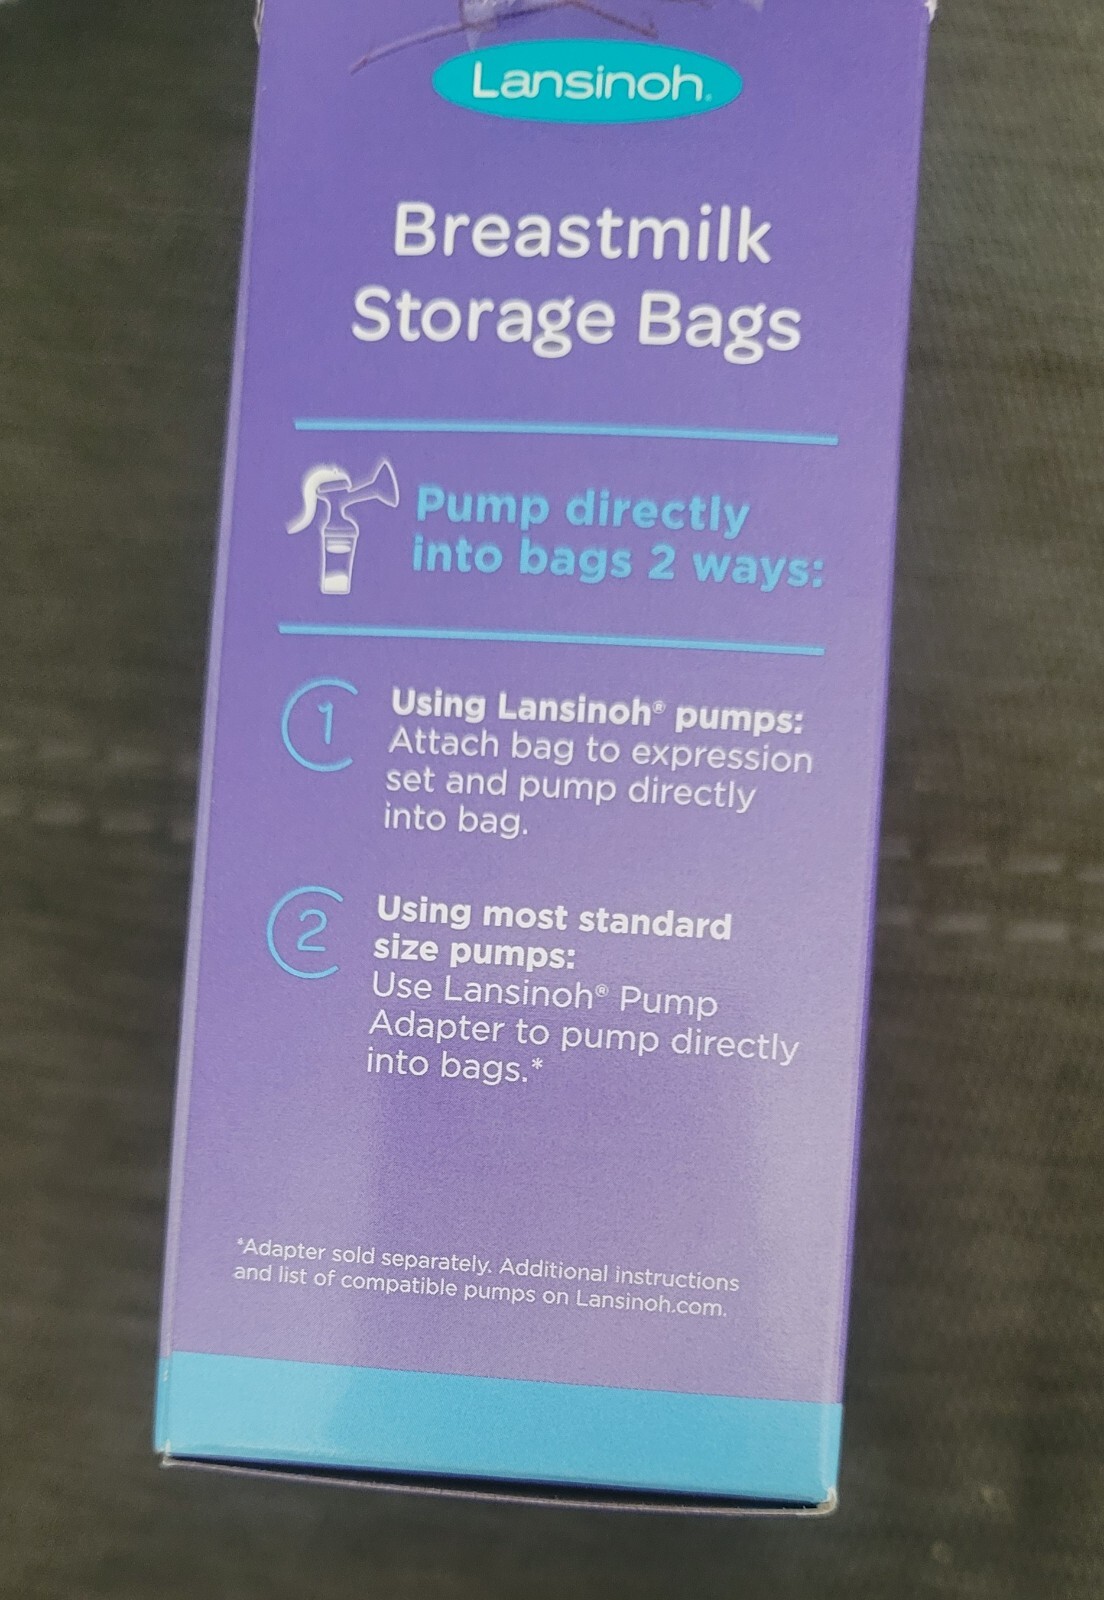 Lansinoh®
Breastmilk
Storage Bags
Pump directly
into bags 2 ways:
1
Using Lansinoh® pumps:
Attach bag to expression
set and pump directly
into bag.
2
Using most standard
size pumps:
Use Lansinoh® Pump
Adapter to pump directly
into bags.*
*Adapter sold separately. Additional instructions
and list of compatible pumps on Lansinoh.com.